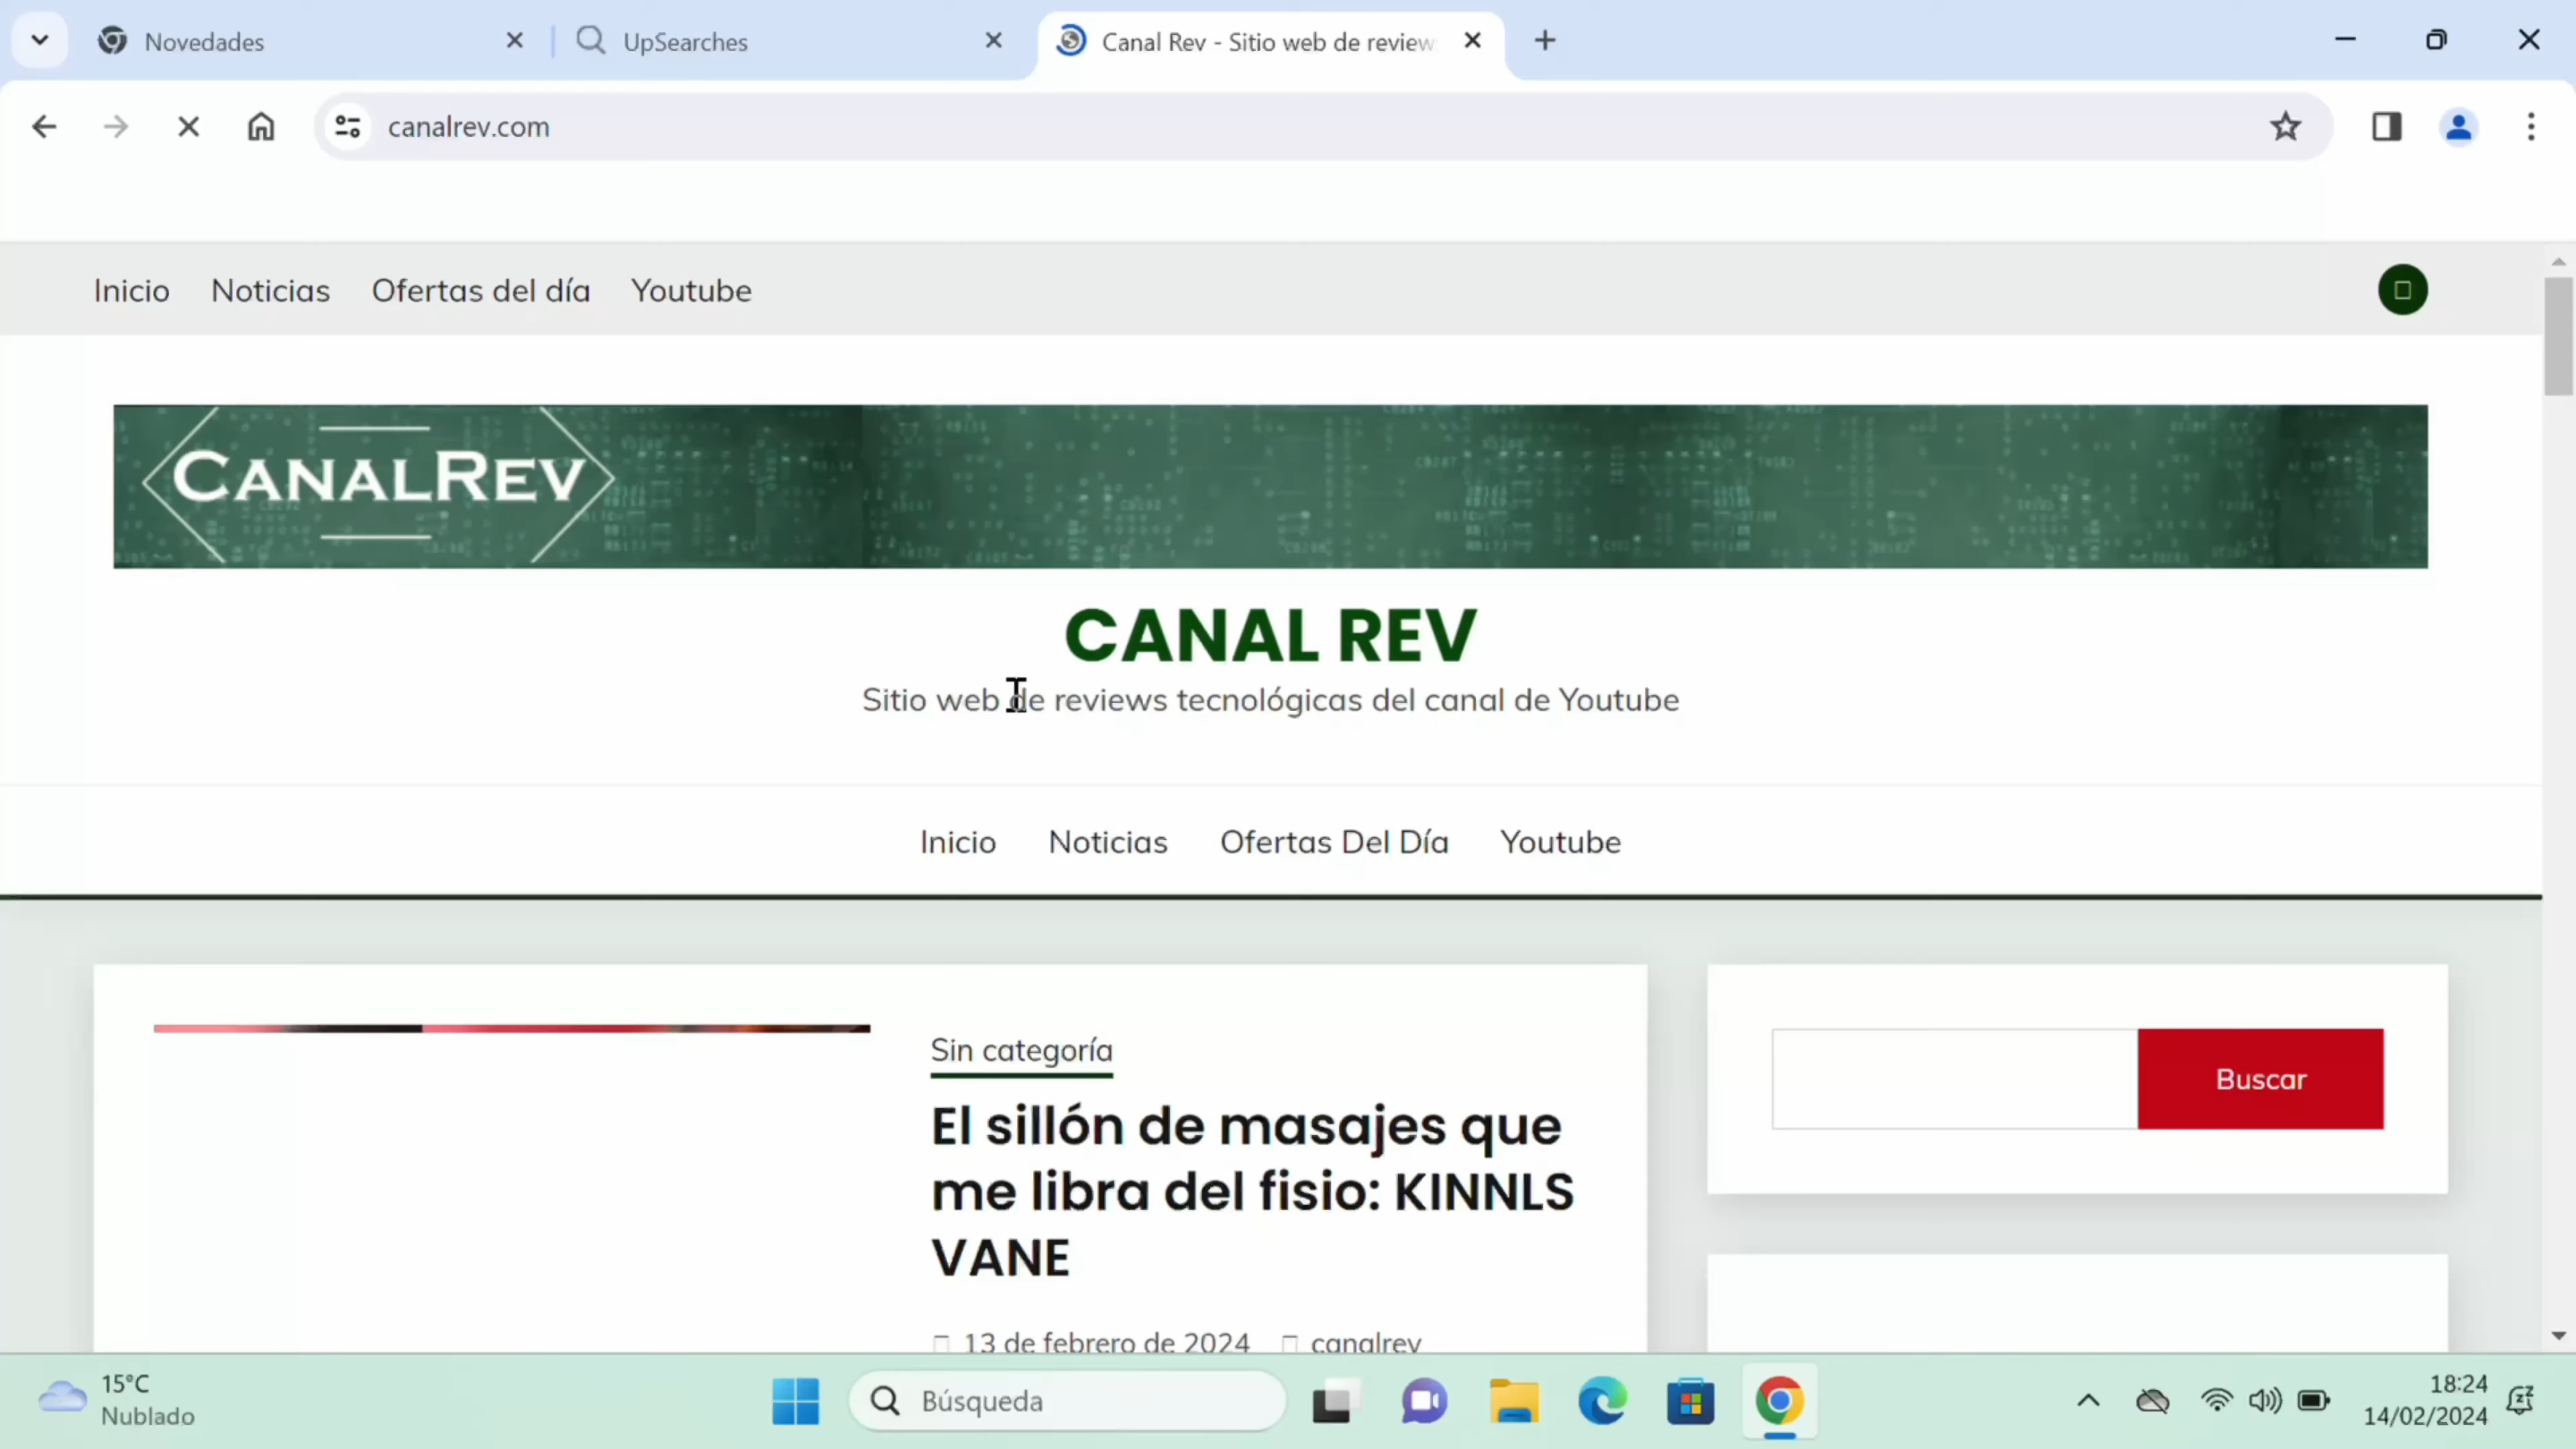 Novedades
UpSearches
Canal Rev - Sitio web de review
canalrev.com
Inicio Noticias Ofertas del día Youtube
CANALREV
CANAL REV
Sitio web de reviews tecnológicas del canal de Youtube
Inicio Noticias Ofertas Del Día Youtube
Sin categoría
El sillón de masajes que
me libra del fisio: KINNLS
VANE
13 de febrero de 2024 canalrev
Buscar
15°C
Nublado
Búsqueda
18:24
14/02/2024